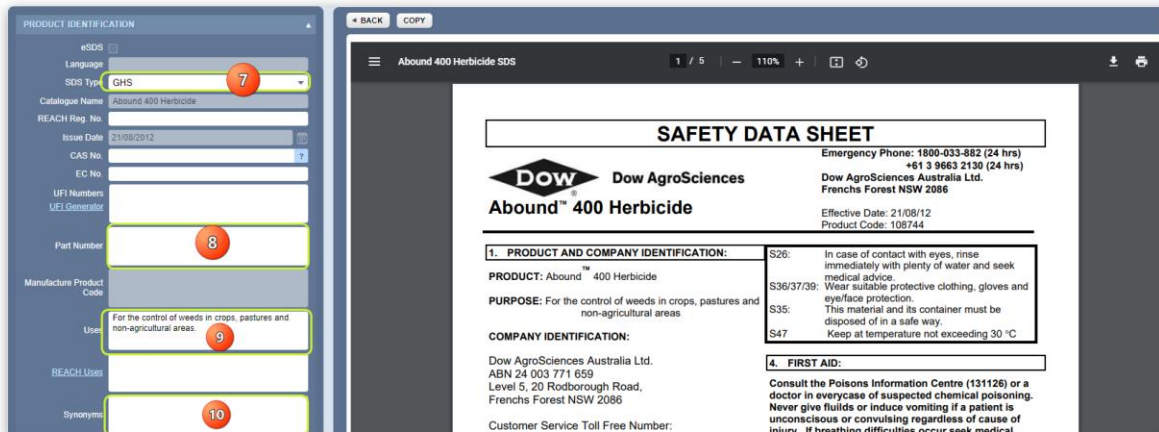 PRODUCT IDENTIFICATION
eSDS
Language
SDS Type GHS 7
Catalogue Name Abound 400 Herbicide
REACH Reg. No.
Issue Date 21/08/2012
CAS No. ?
EC No.
UFI Numbers
UFI Generator
Part Number 8
Manufacture Product
Code
Uses For the control of weeds in crops, pastures and
non-agricultural areas.
9
REACH Uses
Synonyms 10
BACK COPY
Abound 400 Herbicide SDS 1 / 5 | — 110% +
SAFETY DATA SHEET
Emergency Phone: 1800-033-882 (24 hrs)
+61 3 9663 2130 (24 hrs)
Dow AgroSciences Australia Ltd.
Frenchs Forest NSW 2086
DOW ® Dow AgroSciences
Abound™ 400 Herbicide
Effective Date: 21/08/12
Product Code: 108744
1. PRODUCT AND COMPANY IDENTIFICATION:
PRODUCT: Abound™ 400 Herbicide
PURPOSE: For the control of weeds in crops, pastures and
non-agricultural areas
COMPANY IDENTIFICATION:
Dow AgroSciences Australia Ltd.
ABN 24 003 771 659
Level 5, 20 Rodborough Road,
Frenchs Forest NSW 2086
Customer Service Toll Free Number:
S26: In case of contact with eyes, rinse
immediately with plenty of water and seek
medical advice.
S36/37/39: Wear suitable protective clothing, gloves and
eye/face protection.
S35: This material and its container must be
disposed of in a safe way.
S47 Keep at temperature not exceeding 30 °C
4. FIRST AID:
Consult the Poisons Information Centre (131126) or a
doctor in everycase of suspected chemical poisoning.
Never give fluilds or induce vomiting if a patient is
unconscisous or convulsing regardless of cause of
injury. If breathing difficulties occur seek medical